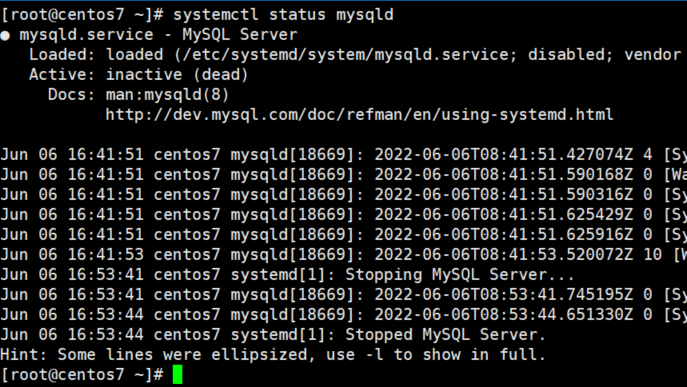 [root@centos7 ~]# systemctl status mysqld
● mysqld.service - MySQL Server
   Loaded: loaded (/etc/systemd/system/mysqld.service; disabled; vendor
   Active: inactive (dead)
     Docs: man:mysqld(8)
           http://dev.mysql.com/doc/refman/en/using-systemd.html

Jun 06 16:41:51 centos7 mysqld[18669]: 2022-06-06T08:41:51.427074Z 4 [Sy
Jun 06 16:41:51 centos7 mysqld[18669]: 2022-06-06T08:41:51.590168Z 0 [Wa
Jun 06 16:41:51 centos7 mysqld[18669]: 2022-06-06T08:41:51.590316Z 0 [Sy
Jun 06 16:41:51 centos7 mysqld[18669]: 2022-06-06T08:41:51.625429Z 0 [Sy
Jun 06 16:41:51 centos7 mysqld[18669]: 2022-06-06T08:41:51.625916Z 0 [Sy
Jun 06 16:41:53 centos7 mysqld[18669]: 2022-06-06T08:41:53.520072Z 10 [W
Jun 06 16:53:41 centos7 systemd[1]: Stopping MySQL Server...
Jun 06 16:53:41 centos7 mysqld[18669]: 2022-06-06T08:53:41.745195Z 0 [Sy
Jun 06 16:53:44 centos7 mysqld[18669]: 2022-06-06T08:53:44.651330Z 0 [Sy
Jun 06 16:53:44 centos7 systemd[1]: Stopped MySQL Server.
Hint: Some lines were ellipsized, use -l to show in full.
[root@centos7 ~]#